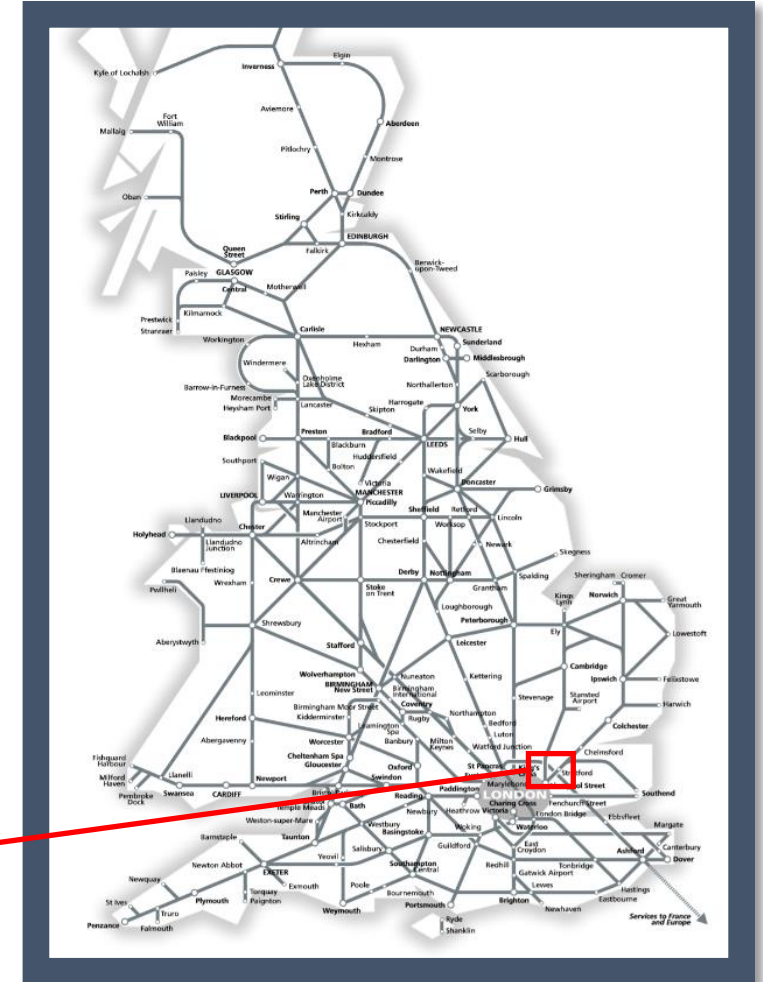 Elgin
Inverness
Kyle of Lochalsh
Aviemore
Fort
William
Aberdeen
Mallaig
Pitlochry
Montrose
Perth
Dundee
Oban
Stirling
Kirkcaldy
EDINBURGH
Queen
Street
Falkirk
Berwick-
upon-Tweed
Paisley
GLASGOW
Central
Motherwell
Kilmarnock
Prestwick
Stranraer
Carlisle
NEWCASTLE
Workington
Hexham
Durham
Sunderland
Darlington
Middlesbrough
Windermere
Scarborough
Oxenholme
Lake District
Northallerton
Barrow-in-Furness
Morecambe
Heysham Port
Lancaster
Harrogate
Skipton
York
Preston
Bradford
Selby
Blackpool
Blackburn
LEEDS
Hull
Huddersfield
Southport
Bolton
Wakefield
Wigan
Victoria
Doncaster
MANCHESTER
Piccadilly
Grimsby
LIVERPOOL
Warrington
Manchester
Airport
Sheffield
Retford
Llandudno
Stockport
Worksop
Lincoln
Holyhead
Chester
Llandudno
Junction
Altrincham
Chesterfield
Newark
Skegness
Blaenau Ffestiniog
Derby
Nottingham
Pwllheli
Wrexham
Crewe
Stoke
on Trent
Grantham
Spalding
Sheringham
Cromer
Kings
Lynn
Norwich
Great
Yarmouth
Loughborough
Peterborough
Shrewsbury
Ely
Lowestoft
Aberystwyth
Stafford
Leicester
Wolverhampton
Cambridge
BIRMINGHAM
New Street
Nuneaton
Kettering
Ipswich
Felixstowe
Birmingham
International
Leominster
Coventry
Stevenage
Stansted
Airport
Harwich
Birmingham Moor Street
Kidderminster
Rugby
Northampton
Hereford
Leamington
Spa
Bedford
Colchester
Abergavenny
Worcester
Banbury
Milton
Keynes
Luton
Watford Junction
Chelmsford
Fishguard
Harbour
Cheltenham Spa
Gloucester
Oxford
St Pancras
King's
Stratford
Milford
Haven
Llanelli
Newport
Swindon
Marylebone
Pembroke
Dock
Swansea
CARDIFF
Reading
Paddington
LONDON
Street
Southend
Temple Meads
Bath
Newbury
Heathrow
Victoria
Charing Cross
Fenchurch Street
London Bridge
Ebbsfleet
Weston-super-Mare
Westbury
Woking
Waterloo
Margate
Barnstaple
Taunton
Basingstoke
East
Croydon
Canterbury
Newton Abbot
Yeovil
Salisbury
Guildford
Ashford
Dover
Southampton
Central
Redhill
Tonbridge
EXETER
Gatwick Airport
Newquay
Exmouth
Poole
Bournemouth
Lewes
Hastings
Eastbourne
St Ives
Plymouth
Torquay
Paignton
Portsmouth
Brighton
Newhaven
Truro
Weymouth
Penzance
Falmouth
Ryde
Shanklin
Services to France
and Europe